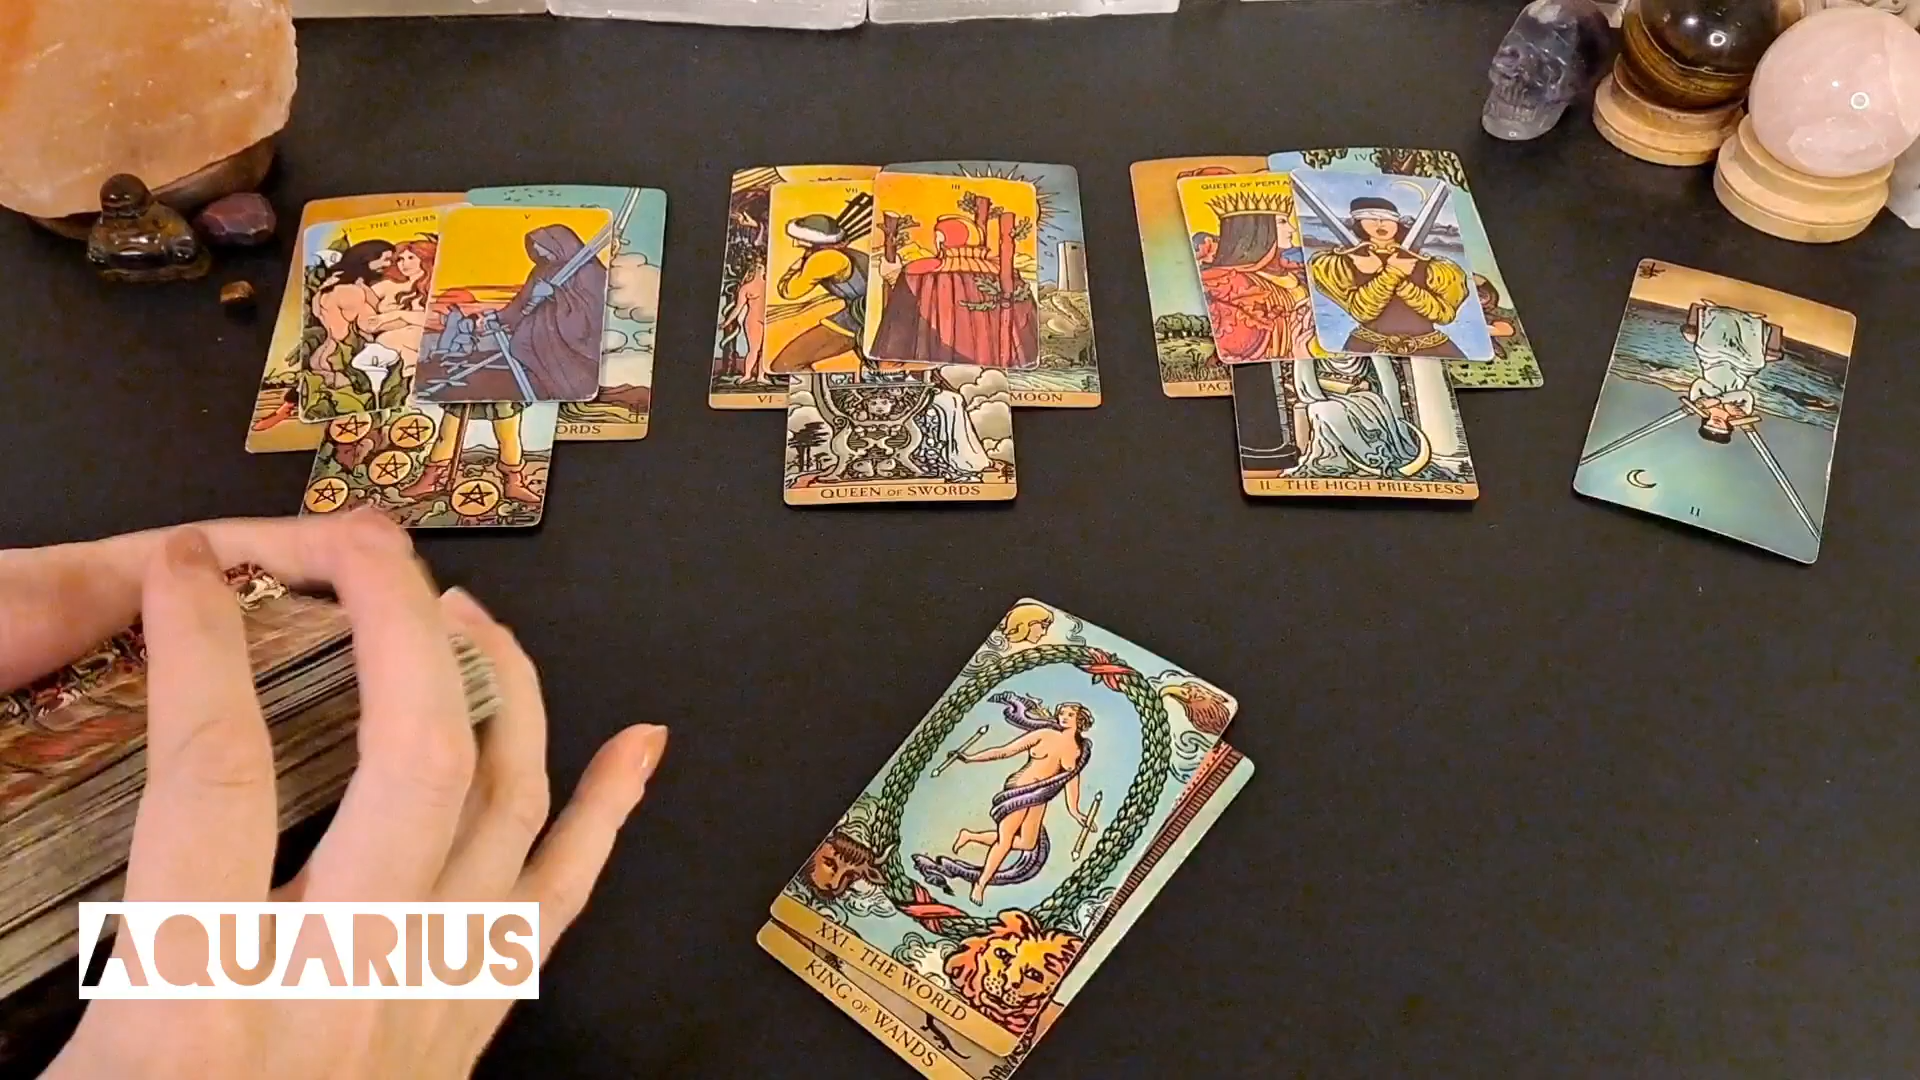 VII
VI — THE LOVERS
V
ORDS
VII
III
VI -
MOON
QUEEN OF SWORDS
QUEEN OF PENTA
IV
II
PAG
II - THE HIGH PRIESTESS
II
XXI - THE WORLD
KING OF WANDS
AQUARIUS